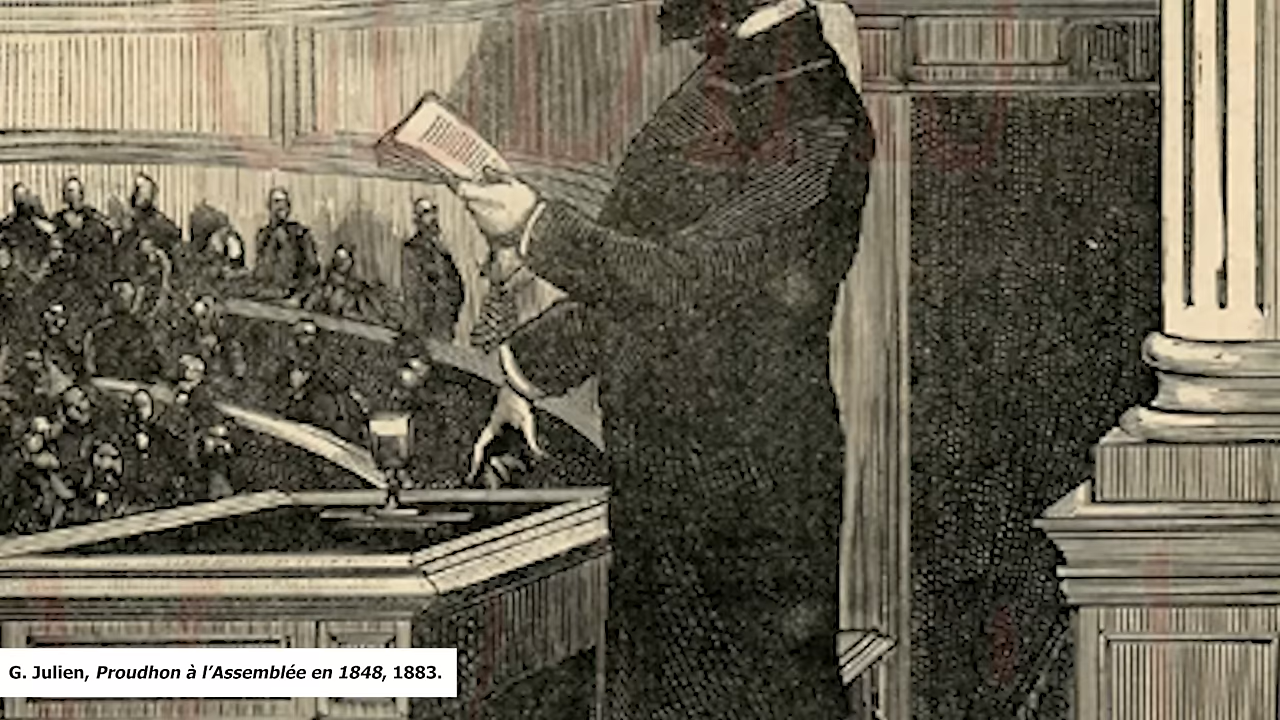 G. Julien, Proudhon à l’Assemblée en 1848, 1883.